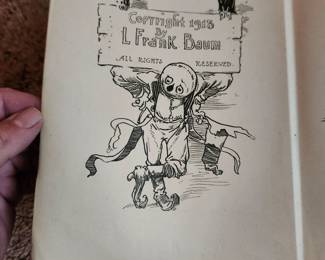 Copyright 1913
By
L Frank Baum
All Rights Reserved.